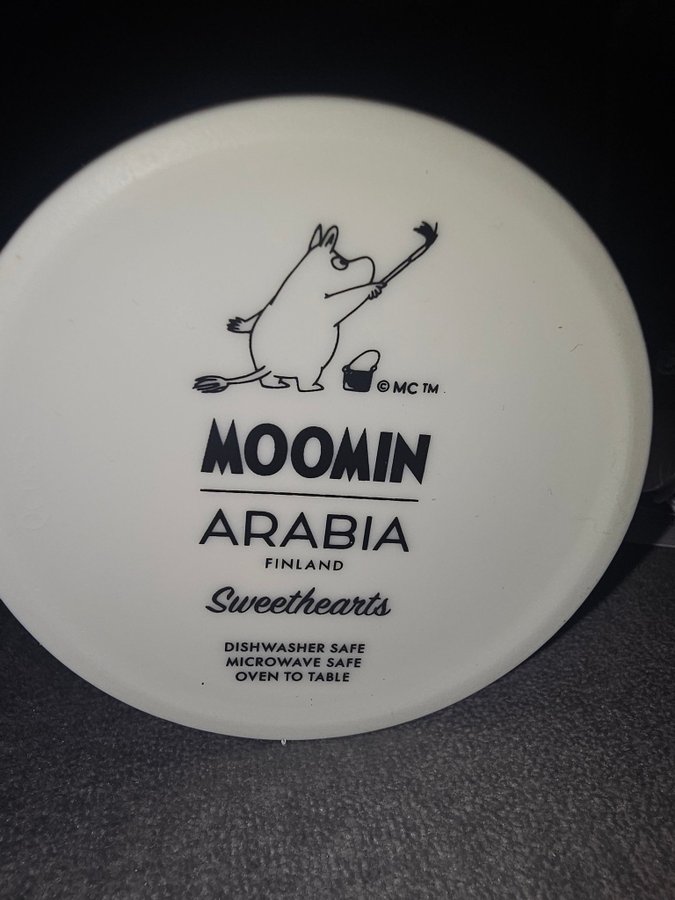 © MC ™
MOOMIN
ARABIA
FINLAND
Sweethearts
DISHWASHER SAFE
MICROWAVE SAFE
OVEN TO TABLE